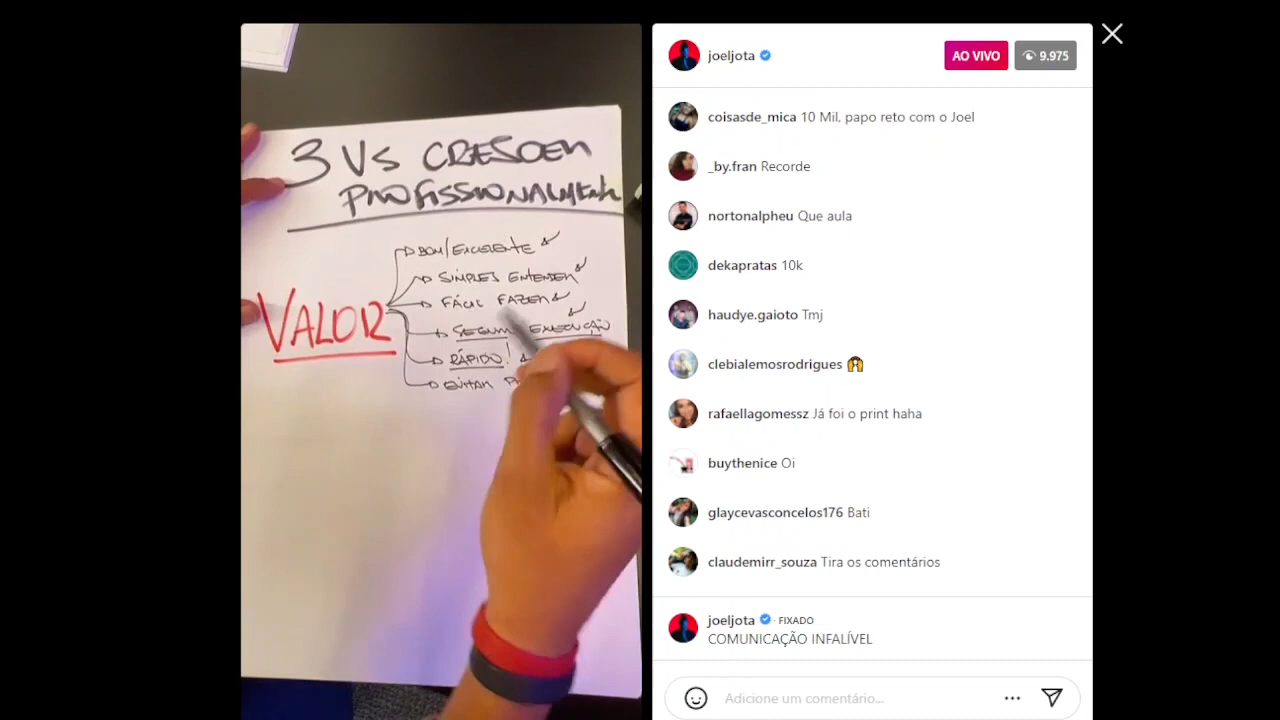 3 VS CRESCER
PROFISSIONALMENTE
VALOR
BOM/EXCELENTE
SIMPLES ENTENDER
FÁCIL FAZER
EXECUÇÃO
RÁPIDO!
joeljota
AO VIVO
9.975
coisasde_mica 10 Mil, papo reto com o Joel
_by.fran Recorde
nortonalpheu Que aula
dekapratas 10k
haudye.gaioto Tmj
clebialemosrodrigues
rafaellagomessz Já foi o print haha
buythenice Oi
glaycevasconcelos176 Bati
claudemirr_souza Tira os comentários
joeljota · FIXADO
COMUNICAÇÃO INFALÍVEL
Adicione um comentário...